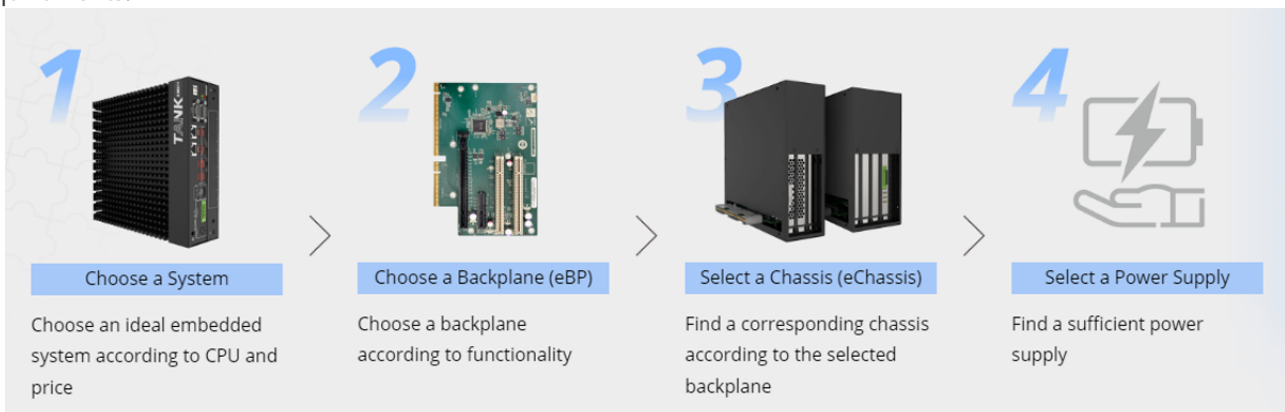 1
2
3
4
TANK
Choose a System
Choose a Backplane (eBP)
Select a Chassis (eChassis)
Select a Power Supply
Choose an ideal embedded
system according to CPU and
price
Choose a backplane
according to functionality
Find a corresponding chassis
according to the selected
backplane
Find a sufficient power
supply